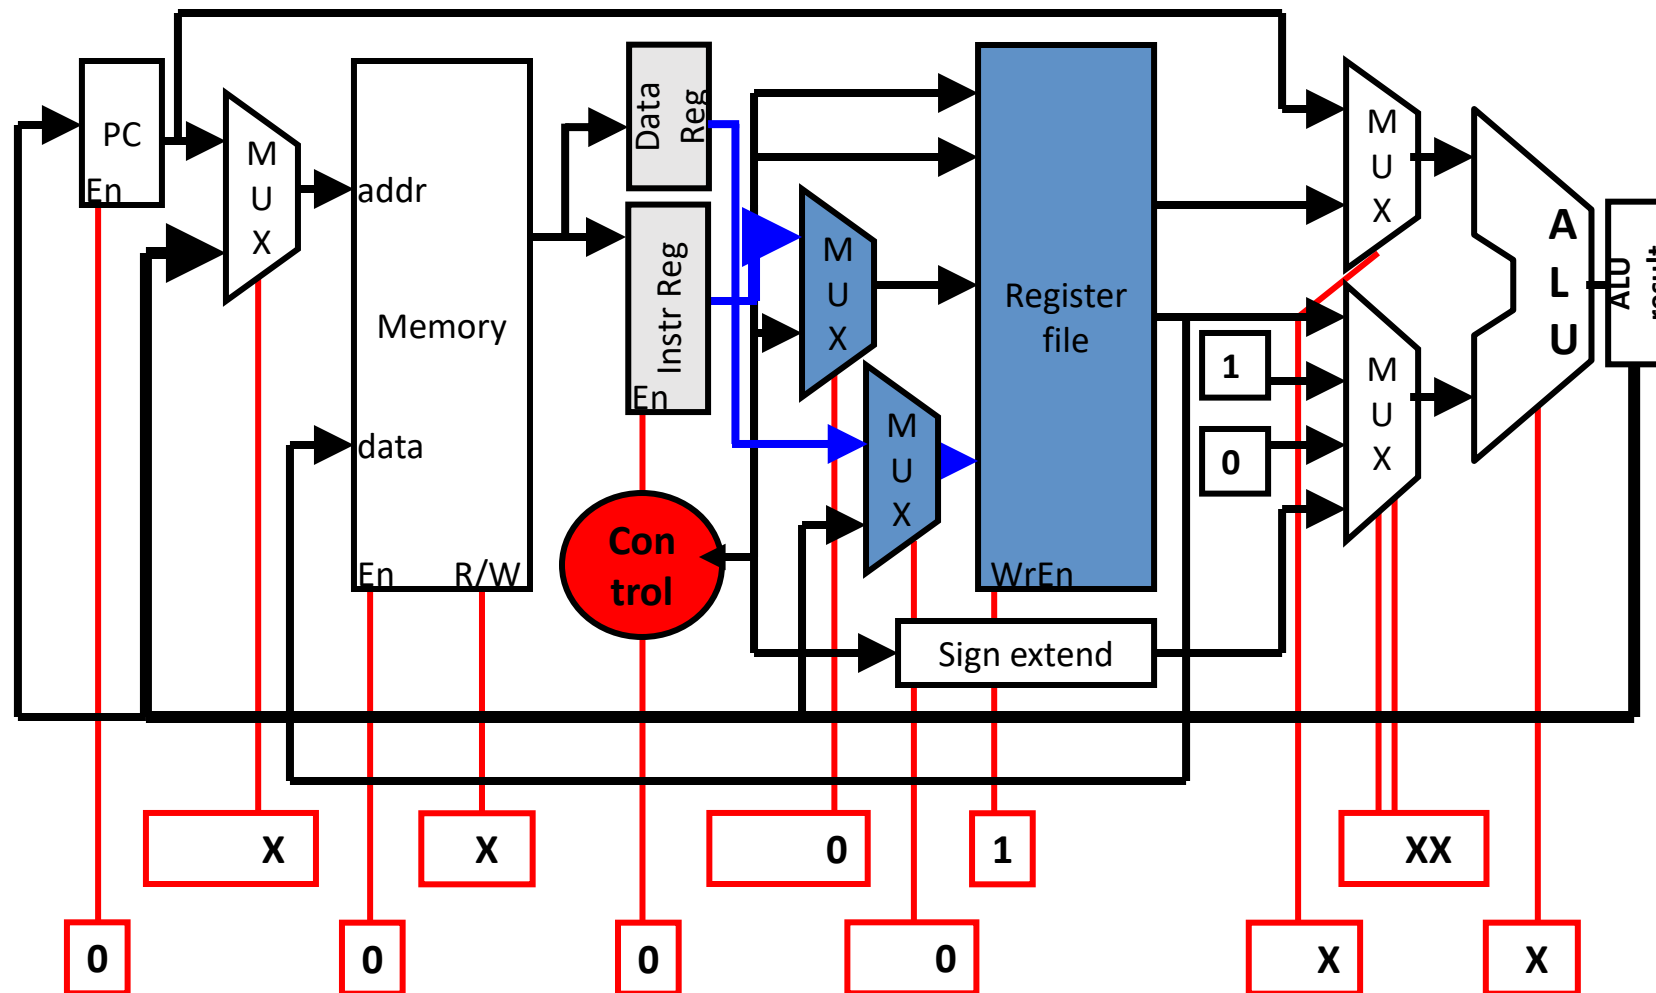 PC
En
M
U
X
addr
Memory
data
En R/W
Data
Reg
Instr Reg
En
Con
trol
M
U
X
M
U
X
Register
file
WrEn
Sign extend
M
U
X
1
0
M
U
X
A
L
U
ALU
result
X
X
0
1
XX
0
0
0
0
X
X